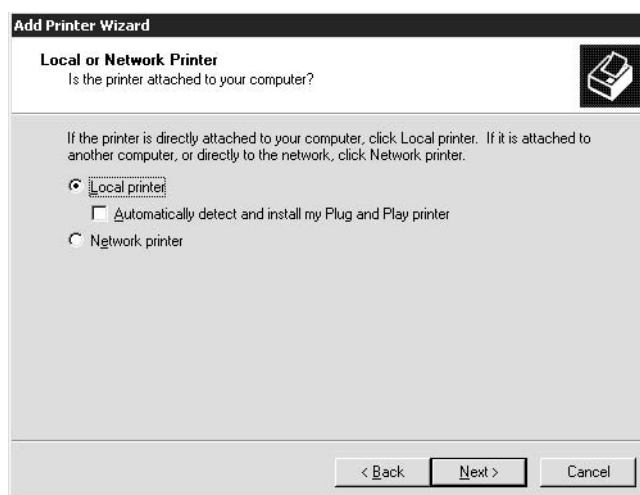 Add Printer Wizard
Local or Network Printer
Is the printer attached to your computer?
If the printer is directly attached to your computer, click Local printer. If it is attached to
another computer, or directly to the network, click Network printer.
Local printer
Automatically detect and install my Plug and Play printer
Network printer
< Back Next > Cancel